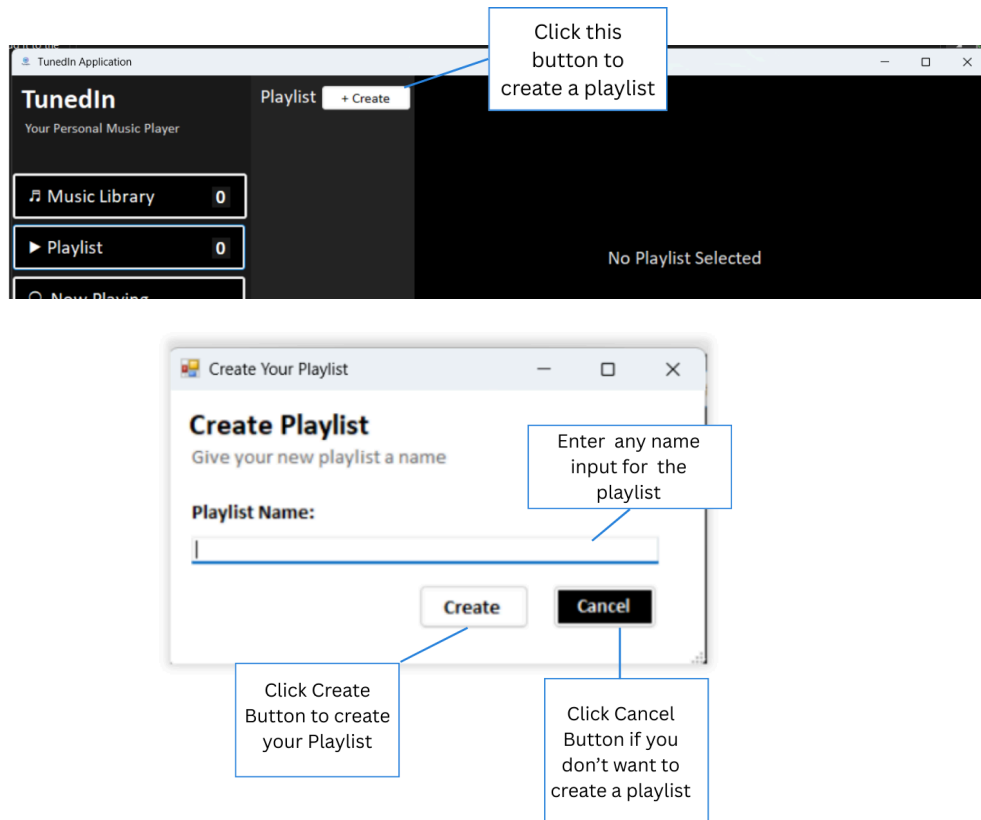 Click this
button to
create a playlist
TunedIn Application
TunedIn
Your Personal Music Player
Playlist
+ Create
♬ Music Library 0
▶ Playlist 0
Now Playing
No Playlist Selected
Create Your Playlist
Create Playlist
Give your new playlist a name
Enter any name
input for the
playlist
Playlist Name:
Create
Cancel
Click Create
Button to create
your Playlist
Click Cancel
Button if you
don’t want to
create a playlist